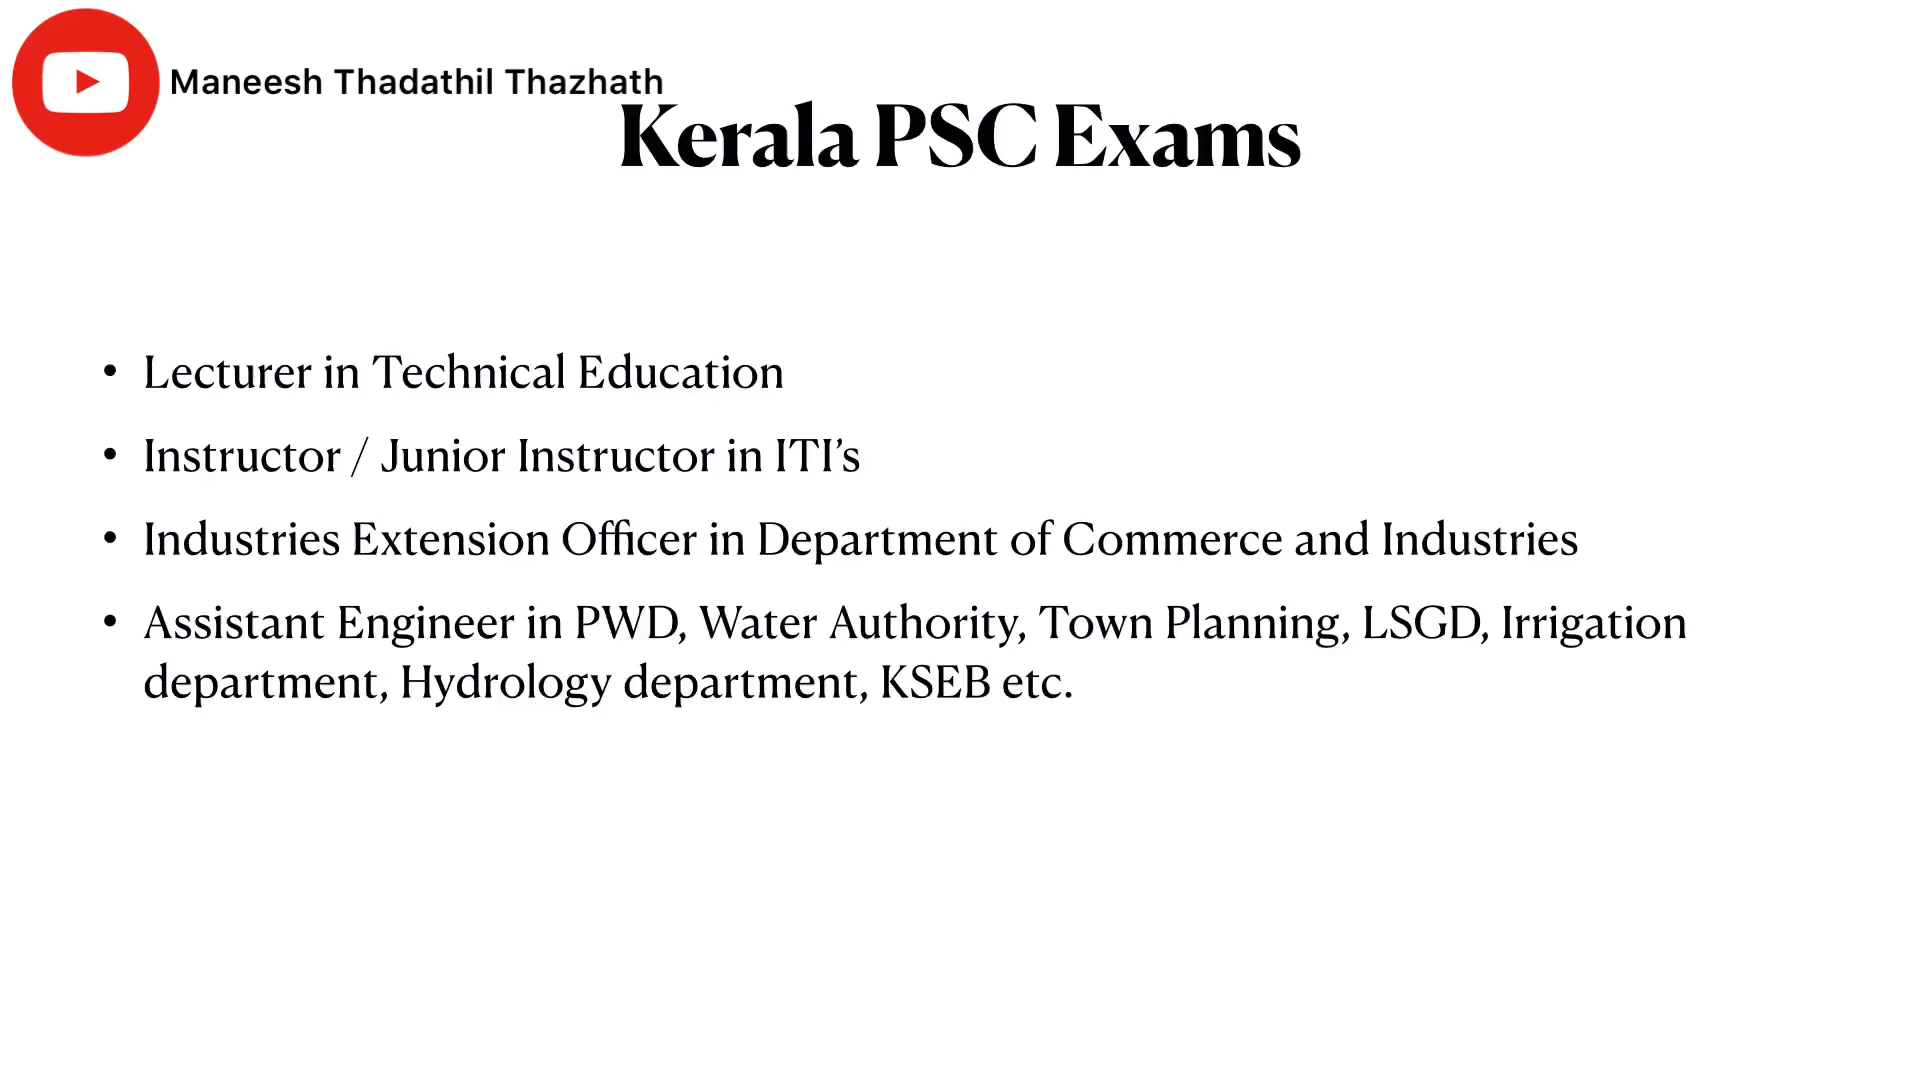 Maneesh Thadathil Thazhath
Kerala PSC Exams
• Lecturer in Technical Education
• Instructor / Junior Instructor in ITI’s
• Industries Extension Officer in Department of Commerce and Industries
• Assistant Engineer in PWD, Water Authority, Town Planning, LSGD, Irrigation
department, Hydrology department, KSEB etc.